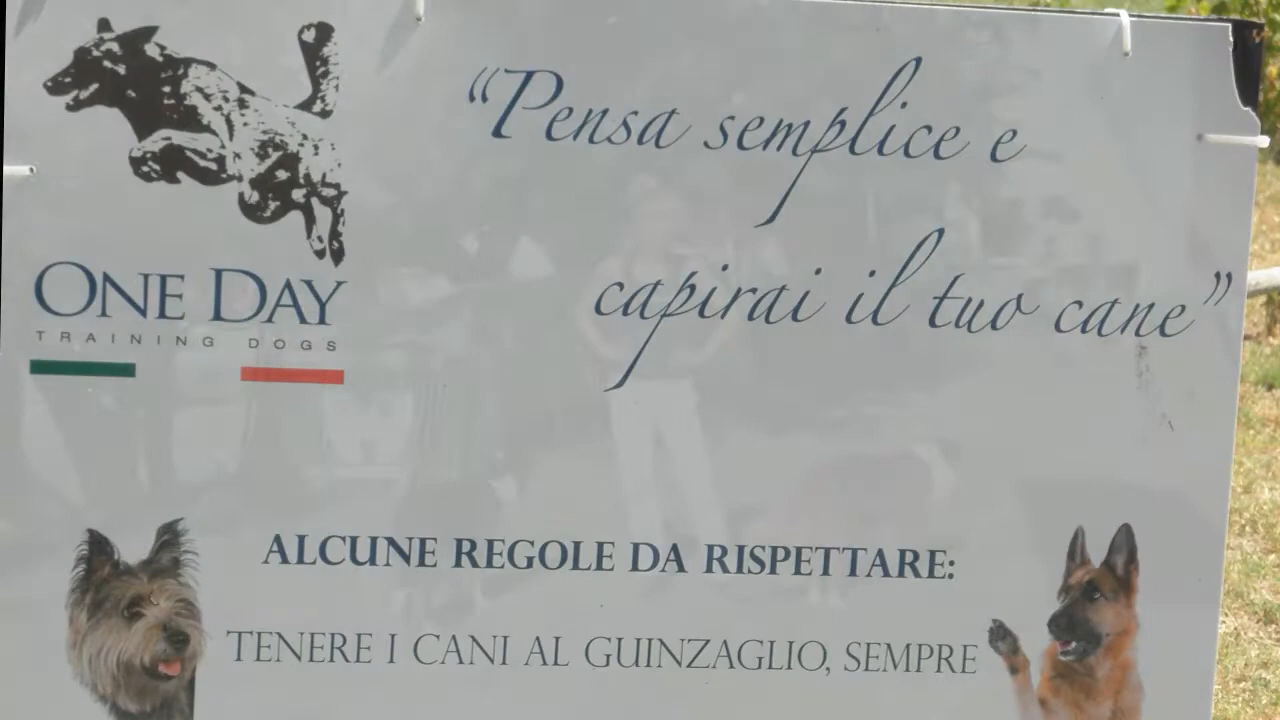 “Pensa semplice e
capirai il tuo cane”
ONE DAY
TRAINING DOGS
ALCUNE REGOLE DA RISPETTARE:
TENERE I CANI AL GUINZAGLIO, SEMPRE